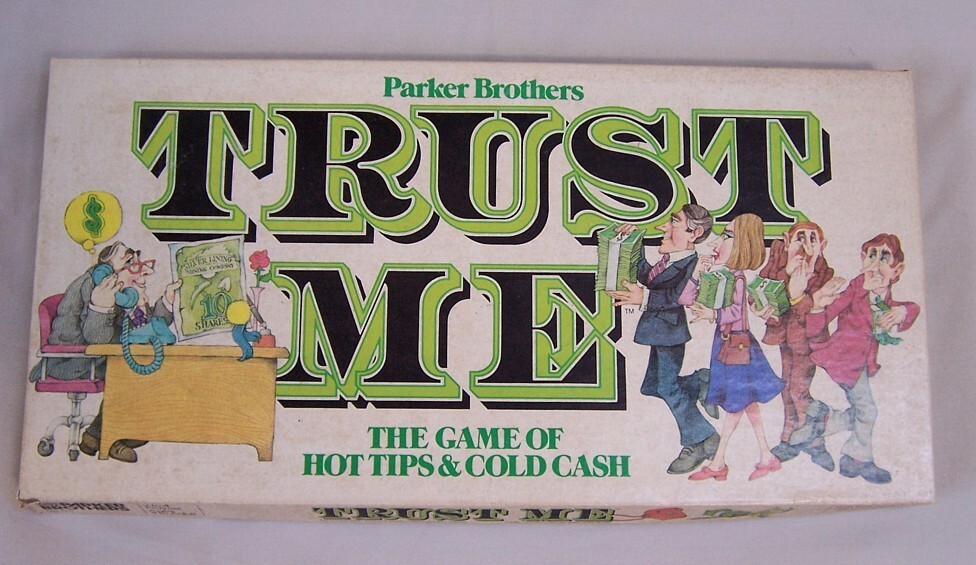 Parker Brothers
TRUST
$
SILVER LINING
MINING COMPANY
10
SHARES
ME
TM
THE GAME OF
HOT TIPS & COLD CASH
TRUST ME